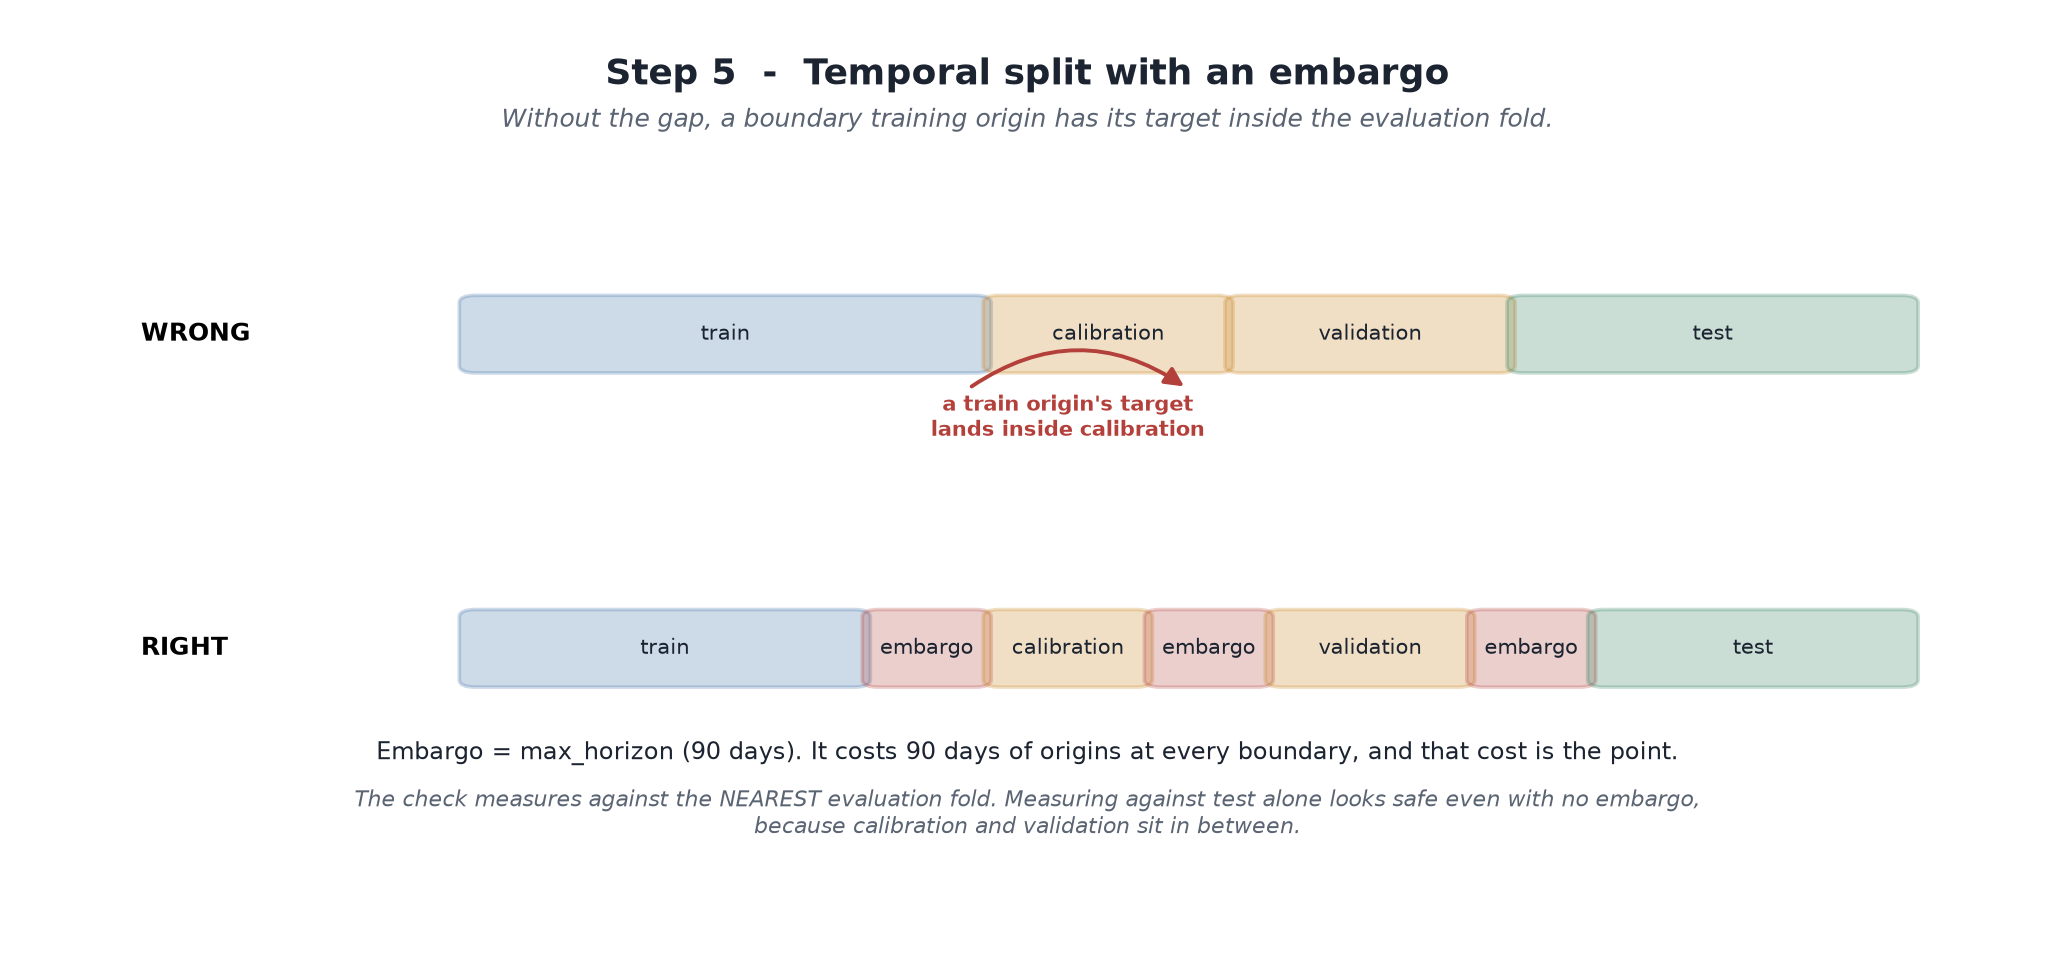 Step 5  -  Temporal split with an embargo
Without the gap, a boundary training origin has its target inside the evaluation fold.
WRONG
train
calibration
validation
test
a train origin's target
lands inside calibration
RIGHT
train
embargo
calibration
embargo
validation
embargo
test
Embargo = max_horizon (90 days). It costs 90 days of origins at every boundary, and that cost is the point.
The check measures against the NEAREST evaluation fold. Measuring against test alone looks safe even with no embargo,
because calibration and validation sit in between.